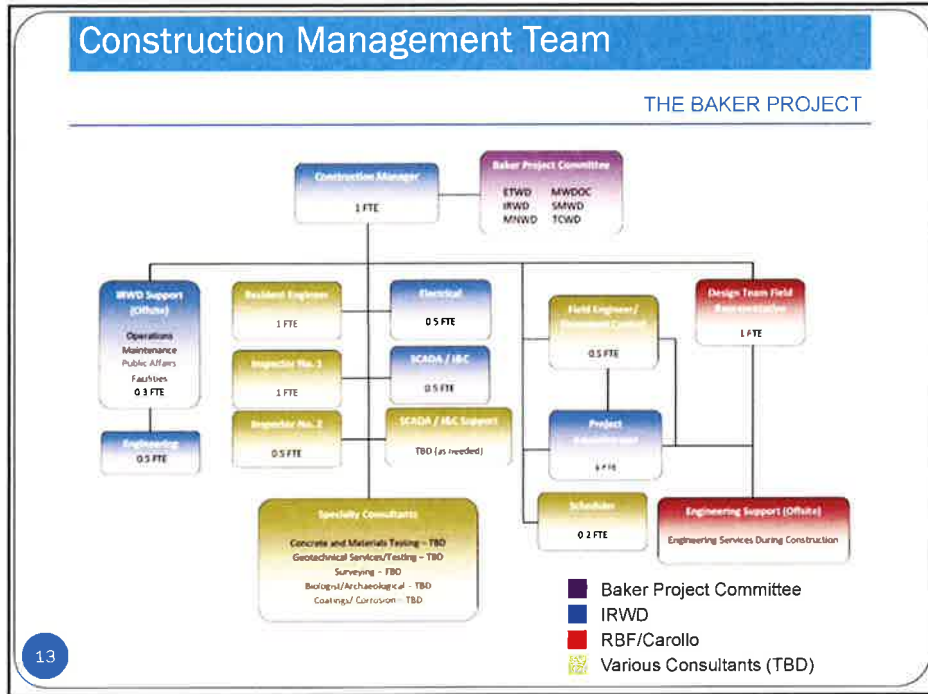 Construction Management Team
THE BAKER PROJECT
Construction Manager
1 FTE
Baker Project Committee
ETWD MWDOC
IRWD SMWD
MNWD TCWD
IRWD Support
(Offsite)
Operations
Maintenance
Public Affairs
Facilities
0.3 FTE
Engineering
0.5 FTE
Resident Engineer
1 FTE
Electrical
0.5 FTE
Inspector No. 1
1 FTE
SCADA / I&C
0.5 FTE
Inspector No. 2
0.5 FTE
SCADA / I&C Support
TBD (as needed)
Specialty Consultants
Concrete and Materials Testing – TBD
Geotechnical Services/Testing – TBD
Surveying – TBD
Biologist/Archaeological – TBD
Coatings/ Corrosion – TBD
Field Engineer/
0.5 FTE
Project
FTE
Scheduler
0.2 FTE
Design Team Field
Representative
1 FTE
Engineering Support (Offsite)
Engineering Services During Construction
Baker Project Committee
IRWD
RBF/Carollo
Various Consultants (TBD)
13